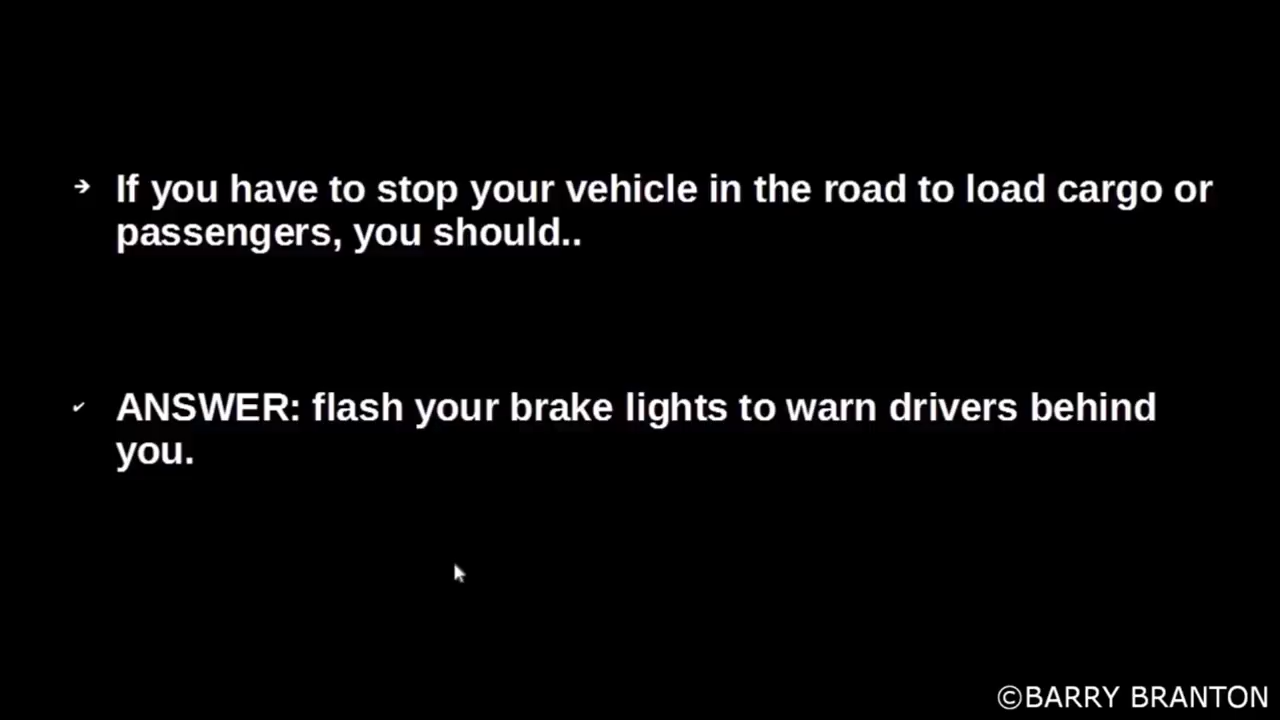 ➔ If you have to stop your vehicle in the road to load cargo or
passengers, you should..
✓ ANSWER: flash your brake lights to warn drivers behind
you.
©BARRY BRANTON